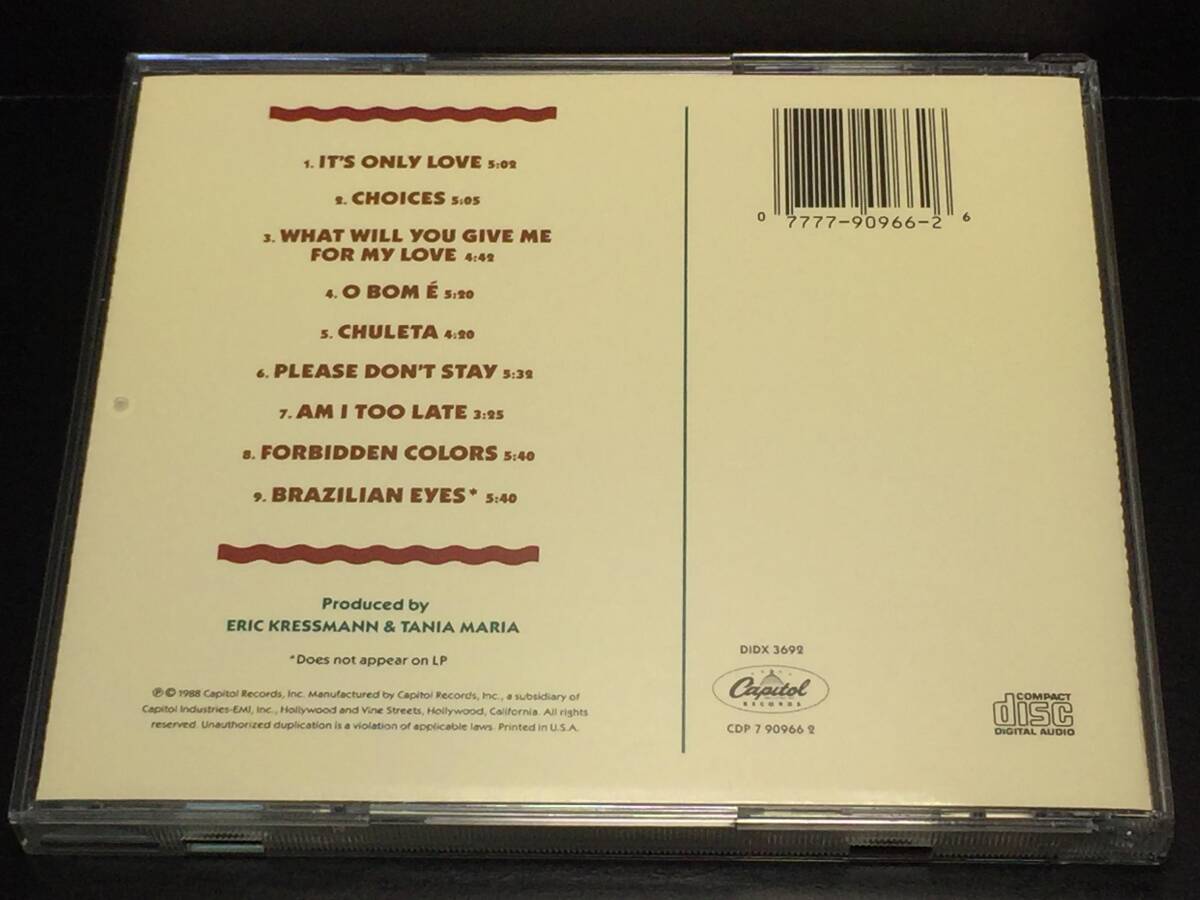 1. IT'S ONLY LOVE 5:02
2. CHOICES 5:05
3. WHAT WILL YOU GIVE ME
FOR MY LOVE 4:42
4. O BOM É 5:20
5. CHULETA 4:20
6. PLEASE DON'T STAY 5:32
7. AM I TOO LATE 3:25
8. FORBIDDEN COLORS 5:40
9. BRAZILIAN EYES* 5:40
Produced by
ERIC KRESSMANN & TANIA MARIA
*Does not appear on LP
℗ © 1988 Capitol Records, Inc. Manufactured by Capitol Records, Inc., a subsidiary of
Capitol Industries-EMI, Inc., Hollywood and Vine Streets, Hollywood, California. All rights
reserved. Unauthorized duplication is a violation of applicable laws. Printed in U.S.A.
0 7777-90966-2 6
DIDX 3692
Capitol
RECORDS
CDP 7 90966 2
COMPACT
disc
DIGITAL AUDIO